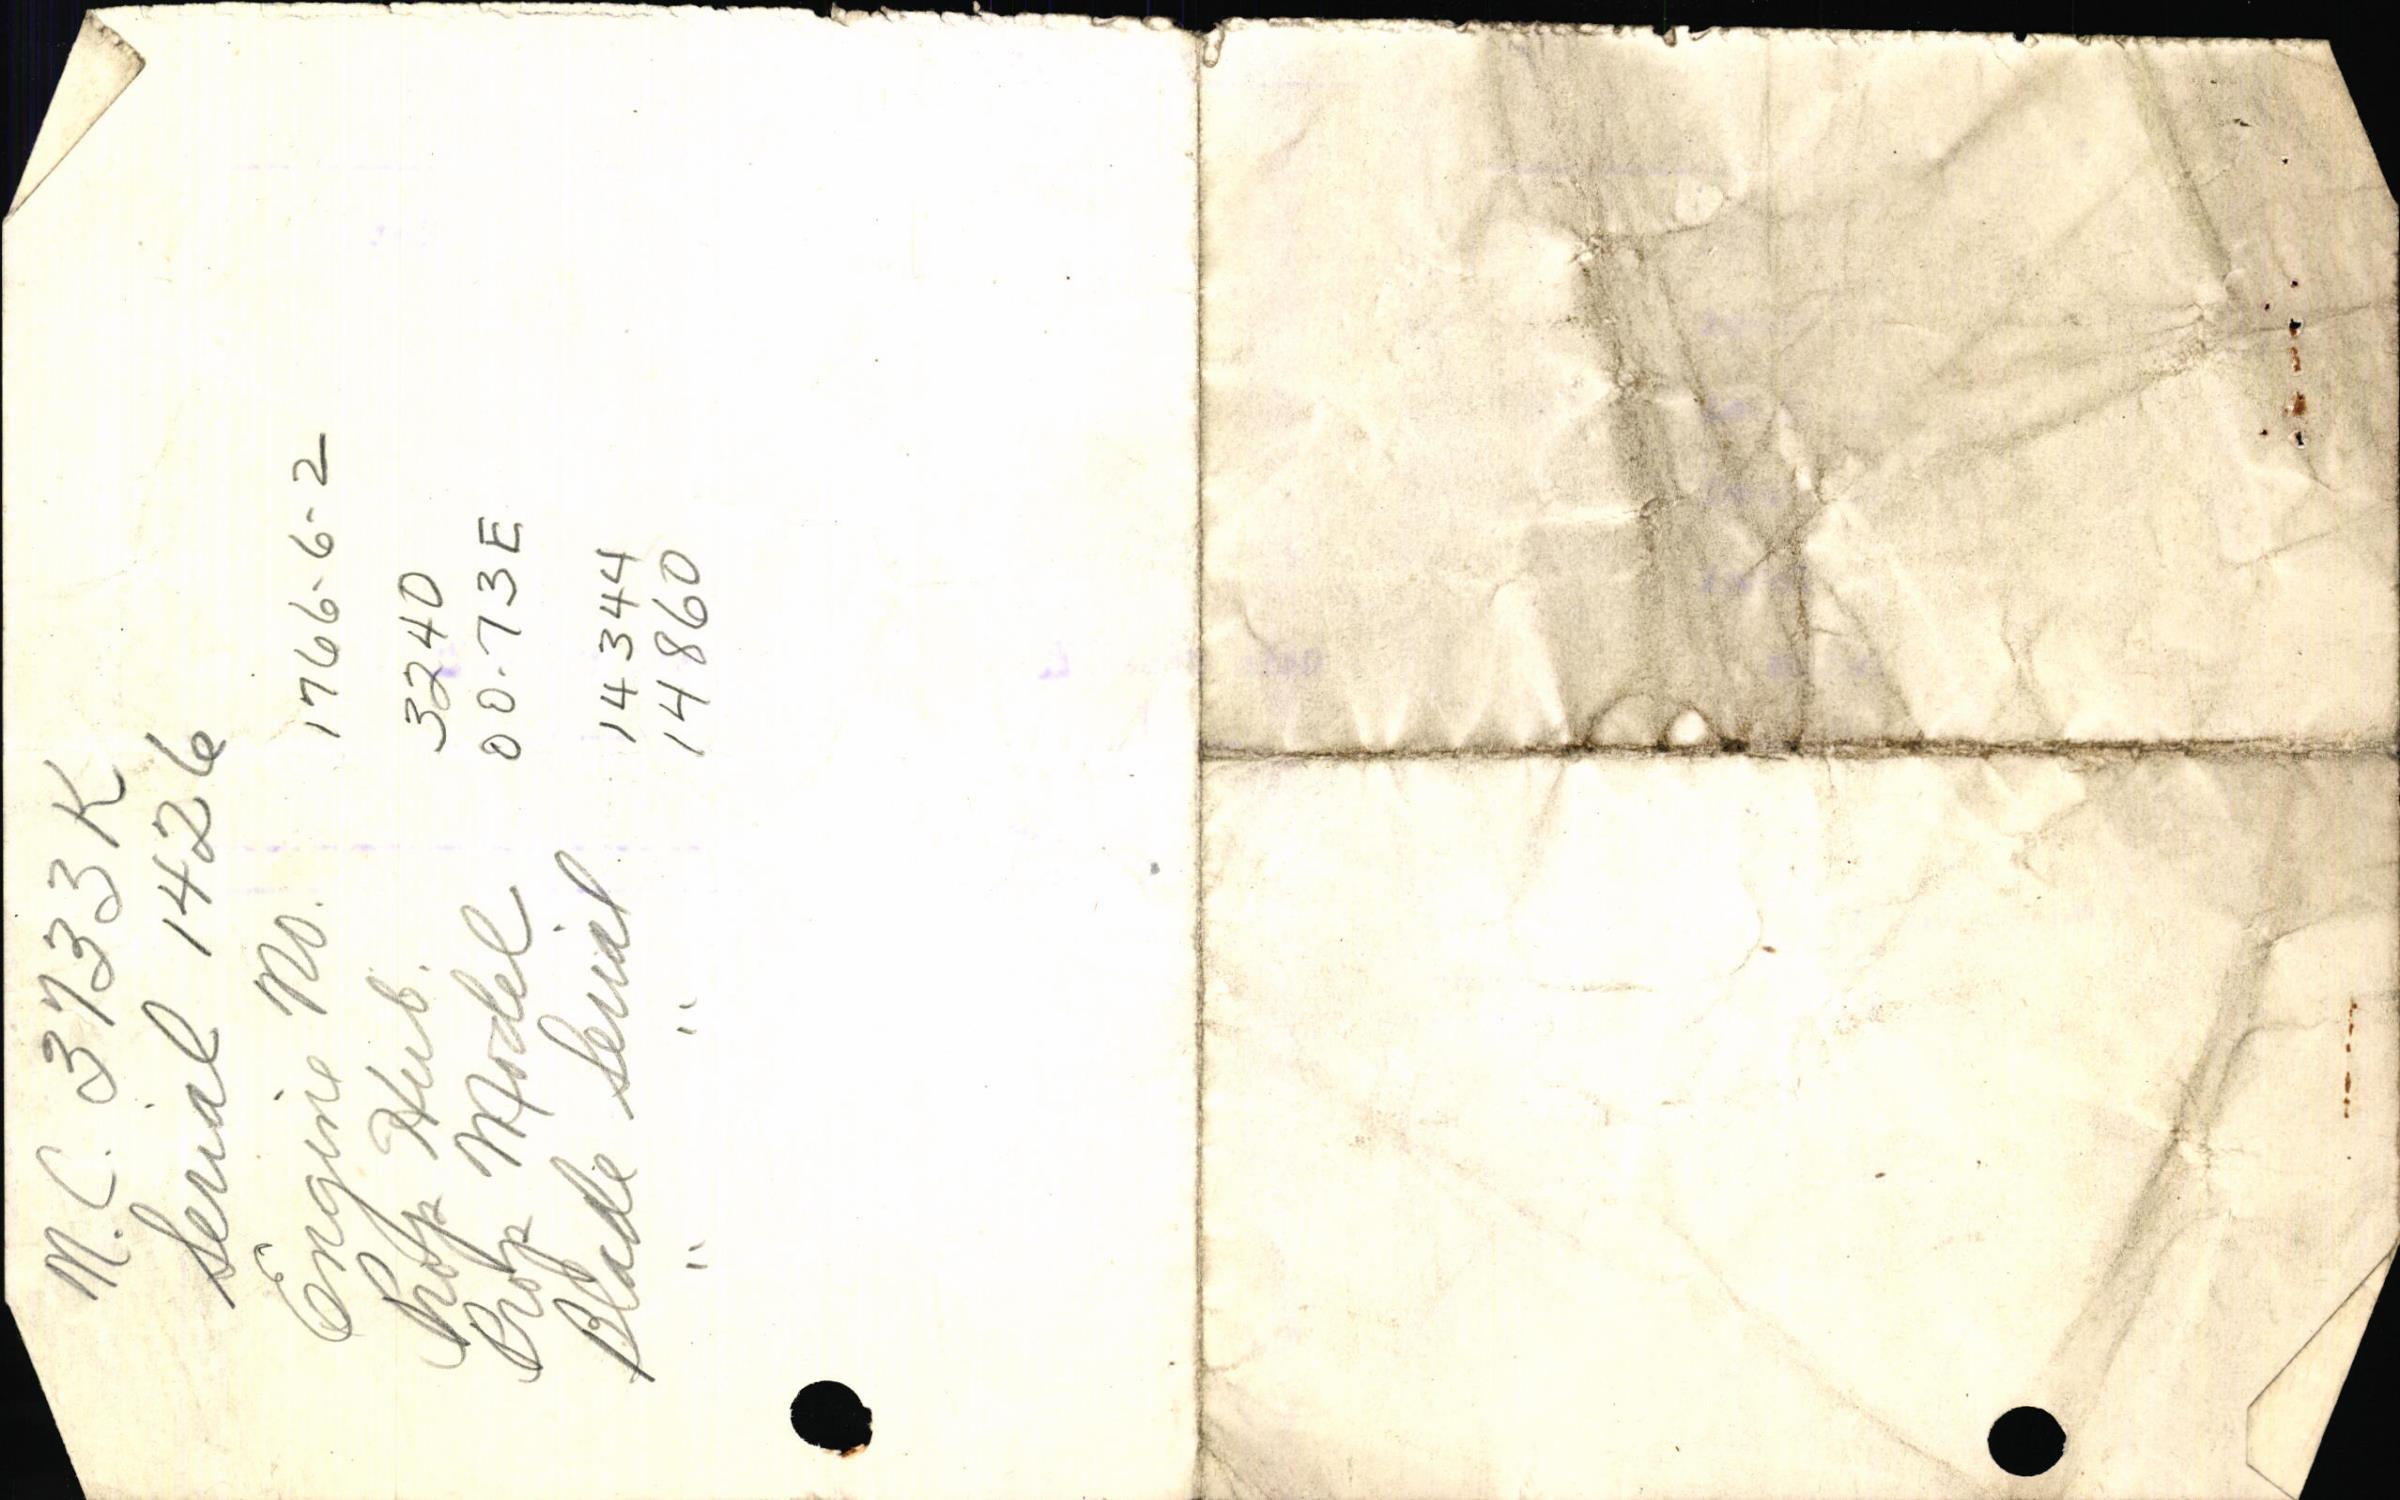 N.C. 3733K
Serial 1426
Engine No. 1766-6-2
Prop Hub. 3240
Prop Model 00-73E
Blade Serial 14344
" " 14860